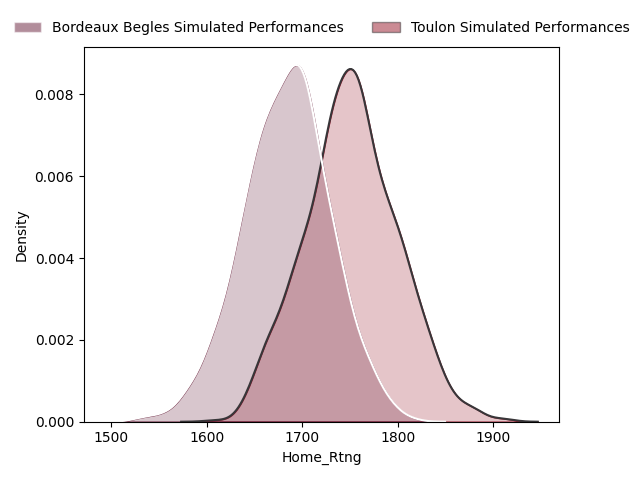 Bordeaux Begles Simulated Performances Toulon Simulated Performances
0.008
0.006
0.004
0.002
0.000
Density
1500 1600 1700 1800 1900
Home_Rtng